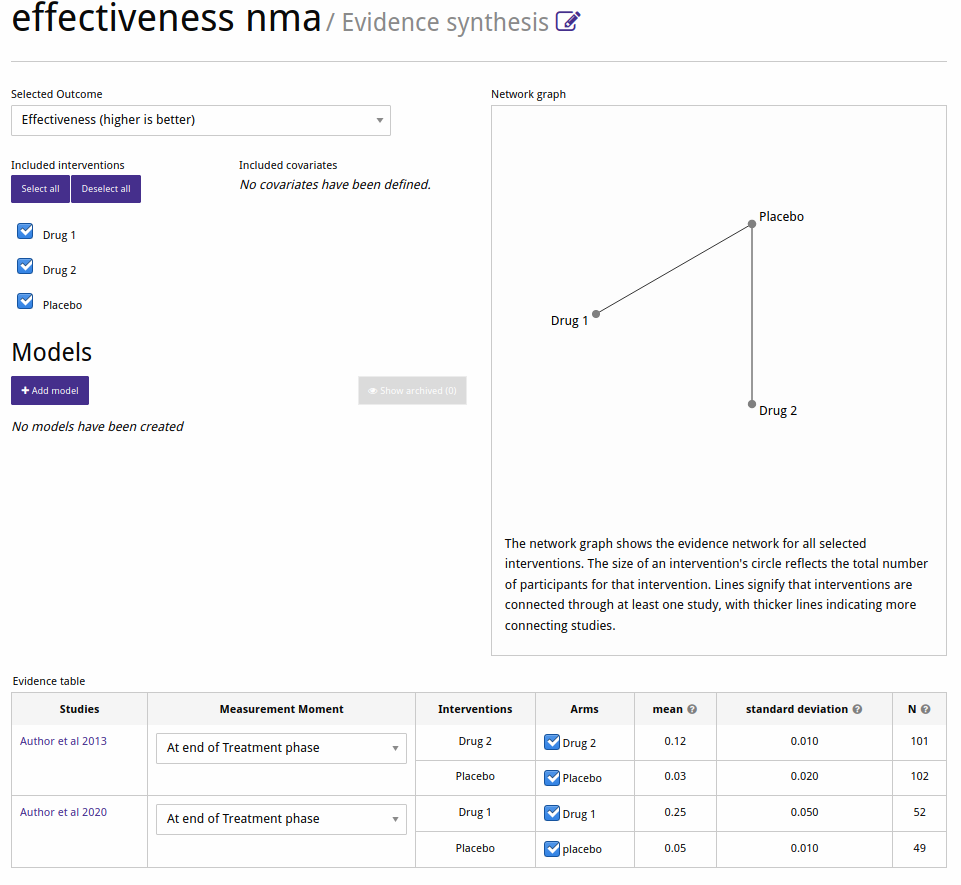 effectiveness nma / Evidence synthesis
Selected Outcome
Effectiveness (higher is better)
Included interventions
Select all
Deselect all
Drug 1
Drug 2
Placebo
Included covariates
No covariates have been defined.
Models
Add model
Show archived (0)
No models have been created
Network graph
Placebo
Drug 1
Drug 2
The network graph shows the evidence network for all selected
interventions. The size of an intervention's circle reflects the total number
of participants for that intervention. Lines signify that interventions are
connected through at least one study, with thicker lines indicating more
connecting studies.
Evidence table
Studies Measurement Moment Interventions Arms mean standard deviation N
Author et al 2013 At end of Treatment phase Drug 2 Drug 2 0.12 0.010 101
Placebo Placebo 0.03 0.020 102
Author et al 2020 At end of Treatment phase Drug 1 Drug 1 0.25 0.050 52
Placebo placebo 0.05 0.010 49